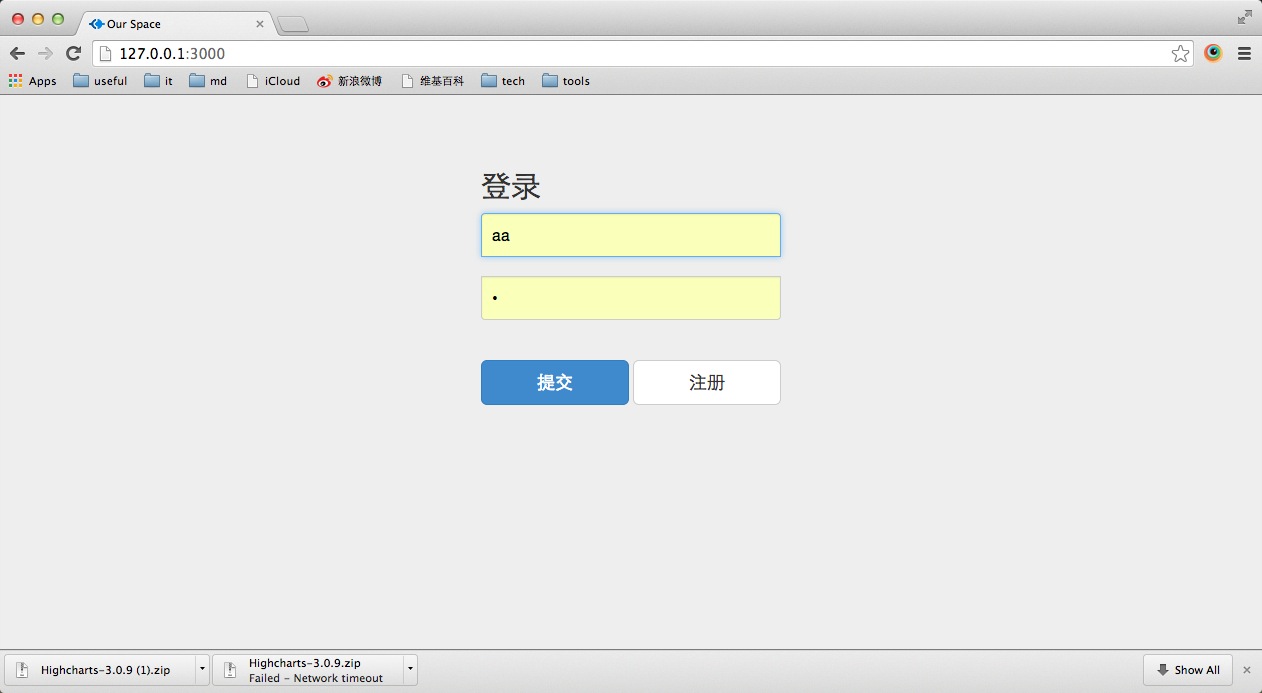 Our Space
127.0.0.1:3000
Apps useful it md iCloud 新浪微博 维基百科 tech tools
登录
aa
•
提交 注册
Highcharts-3.0.9 (1).zip Highcharts-3.0.9.zip Show All
Failed - Network timeout